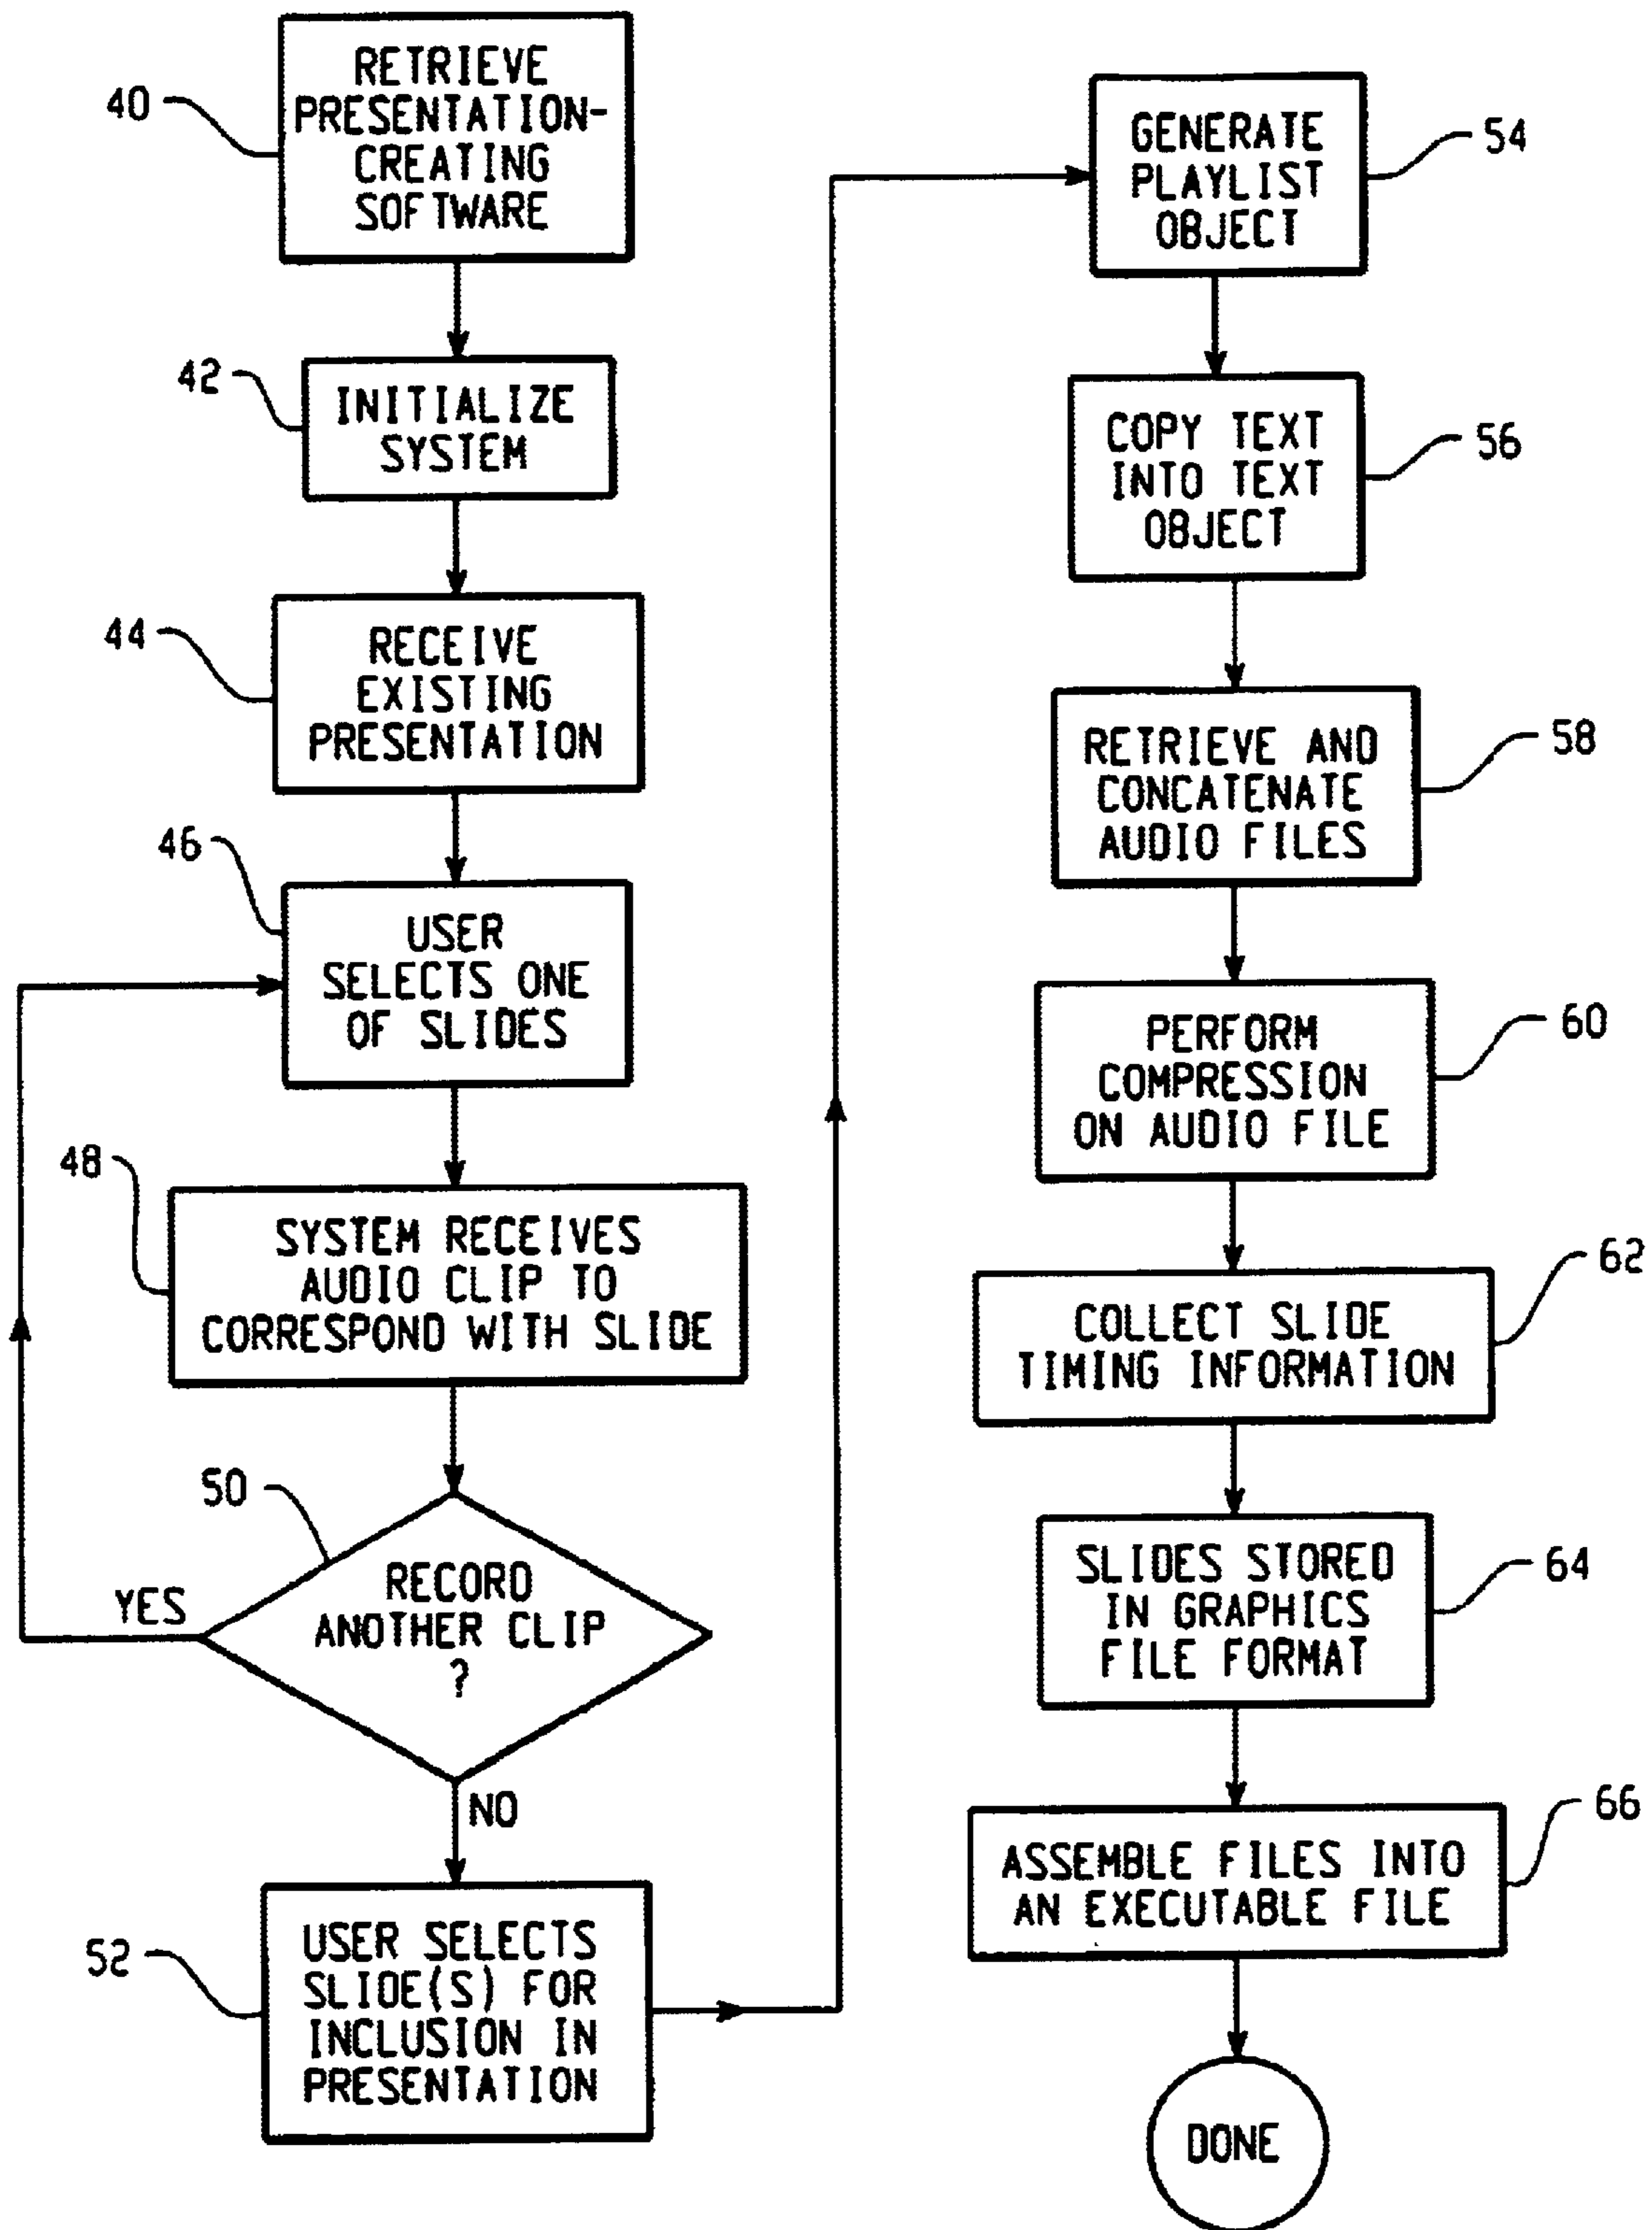 40
RETRIEVE
PRESENTATION-
CREATING
SOFTWARE
42
INITIALIZE
SYSTEM
44
RECEIVE
EXISTING
PRESENTATION
46
USER
SELECTS ONE
OF SLIDES
48
SYSTEM RECEIVES
AUDIO CLIP TO
CORRESPOND WITH SLIDE
50
RECORD
ANOTHER CLIP
?
YES
NO
52
USER SELECTS
SLIDE(S) FOR
INCLUSION IN
PRESENTATION
GENERATE
PLAYLIST
OBJECT
54
COPY TEXT
INTO TEXT
OBJECT
56
RETRIEVE AND
CONCATENATE
AUDIO FILES
58
PERFORM
COMPRESSION
ON AUDIO FILE
60
COLLECT SLIDE
TIMING INFORMATION
62
SLIDES STORED
IN GRAPHICS
FILE FORMAT
64
ASSEMBLE FILES INTO
AN EXECUTABLE FILE
66
DONE